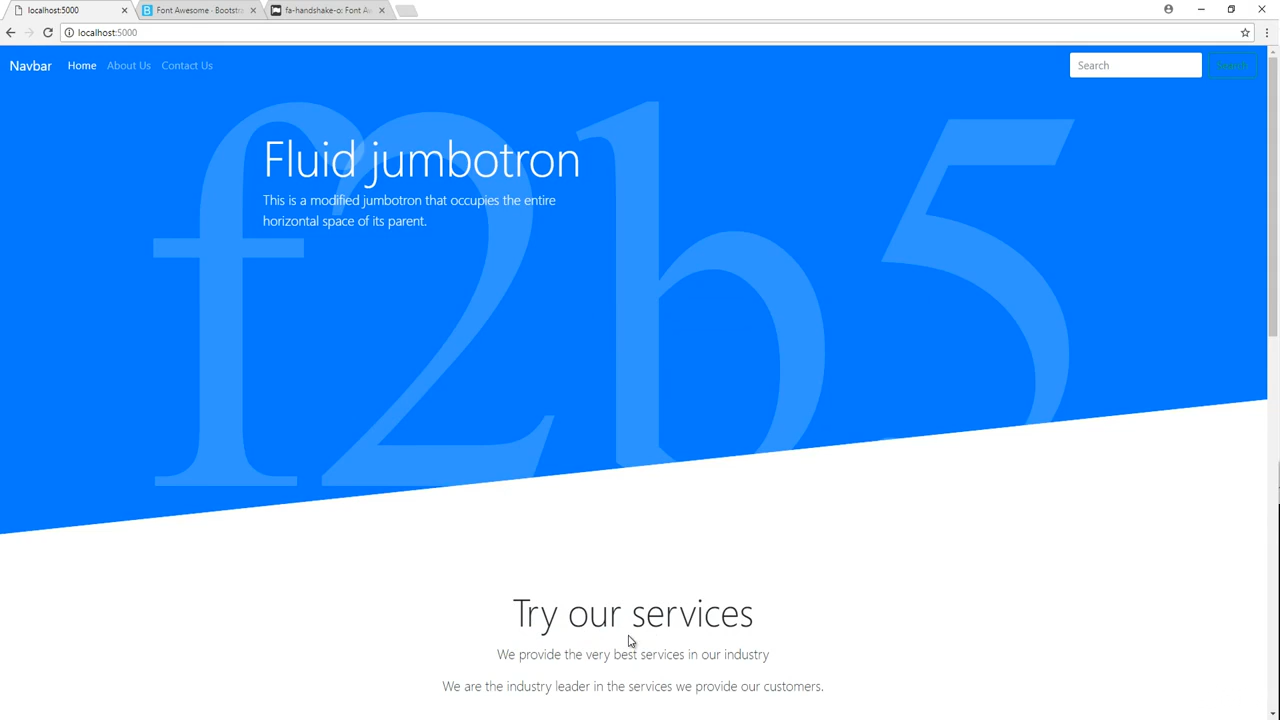 localhost:5000
Font Awesome - Bootstra
fa-handshake-o: Font A
localhost:5000
Navbar Home About Us Contact Us Search Search
f2b5
Fluid jumbotron
This is a modified jumbotron that occupies the entire
horizontal space of its parent.
Try our services
We provide the very best services in our industry
We are the industry leader in the services we provide our customers.